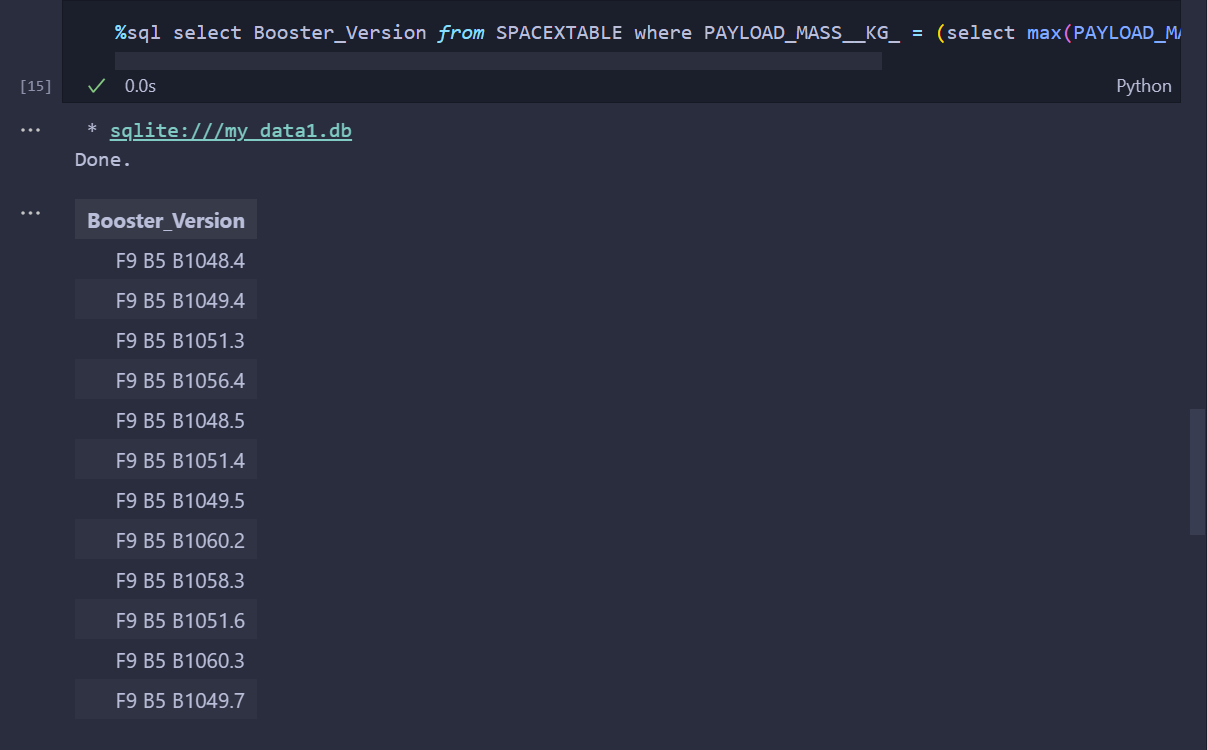 %sql select Booster_Version from SPACEXTABLE where PAYLOAD_MASS__KG_ = (select max(PAYLOAD_MA
[15] 0.0s Python
* sqlite:///my_data1.db
Done.
Booster_Version
F9 B5 B1048.4
F9 B5 B1049.4
F9 B5 B1051.3
F9 B5 B1056.4
F9 B5 B1048.5
F9 B5 B1051.4
F9 B5 B1049.5
F9 B5 B1060.2
F9 B5 B1058.3
F9 B5 B1051.6
F9 B5 B1060.3
F9 B5 B1049.7